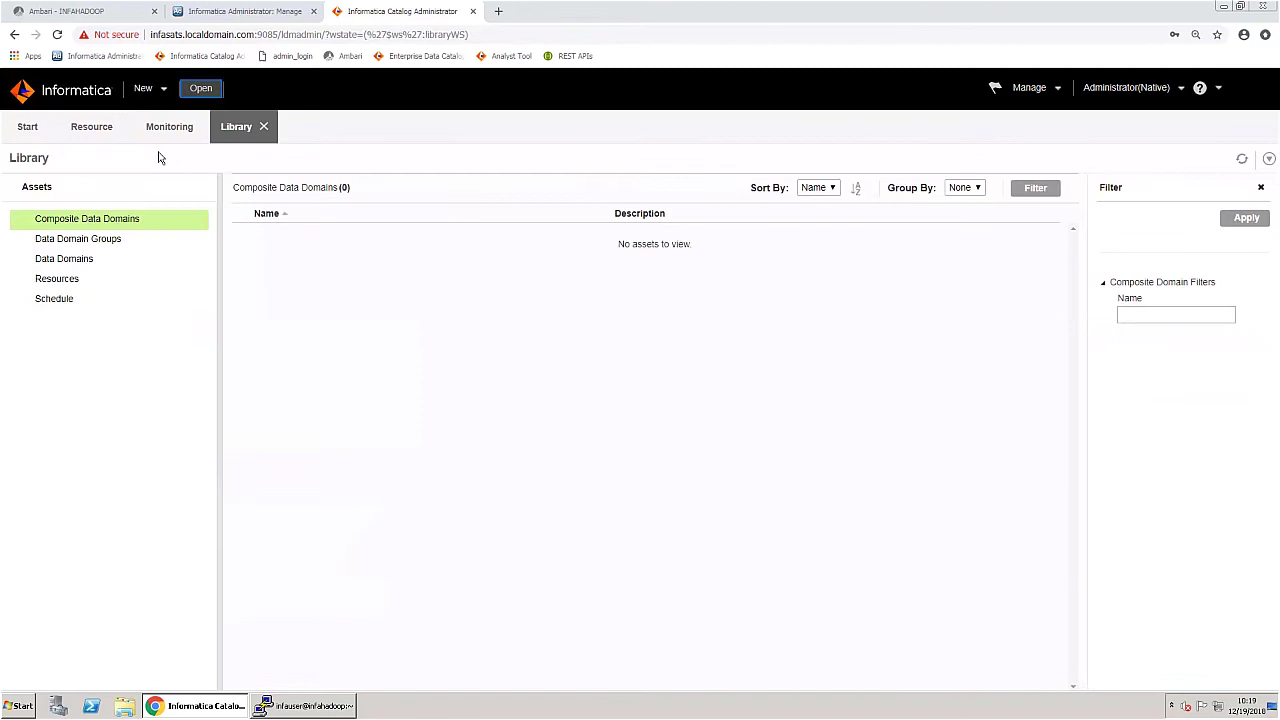 Ambari - INFAHADOOP
Informatica Administrator: Manage
Informatica Catalog Administrator
Not secure
infasats.localdomain.com:9085/ldmadmin/?wstate=(%27$ws%27:libraryWS)
Apps
Informatica Administra
Informatica Catalog Ad
admin_login
Ambari
Enterprise Data Catalo
Analyst Tool
REST APIs
Informatica
New
Open
Manage
Administrator(Native)
Start
Resource
Monitoring
Library
Library
Assets
Composite Data Domains (0)
Sort By:
Name
Group By:
None
Filter
Filter
Name
Description
Apply
Composite Data Domains
Data Domain Groups
Data Domains
Resources
Schedule
No assets to view.
Composite Domain Filters
Name
Start
Informatica Catalo...
infauser@infahadoop:~
10:19
12/19/2018